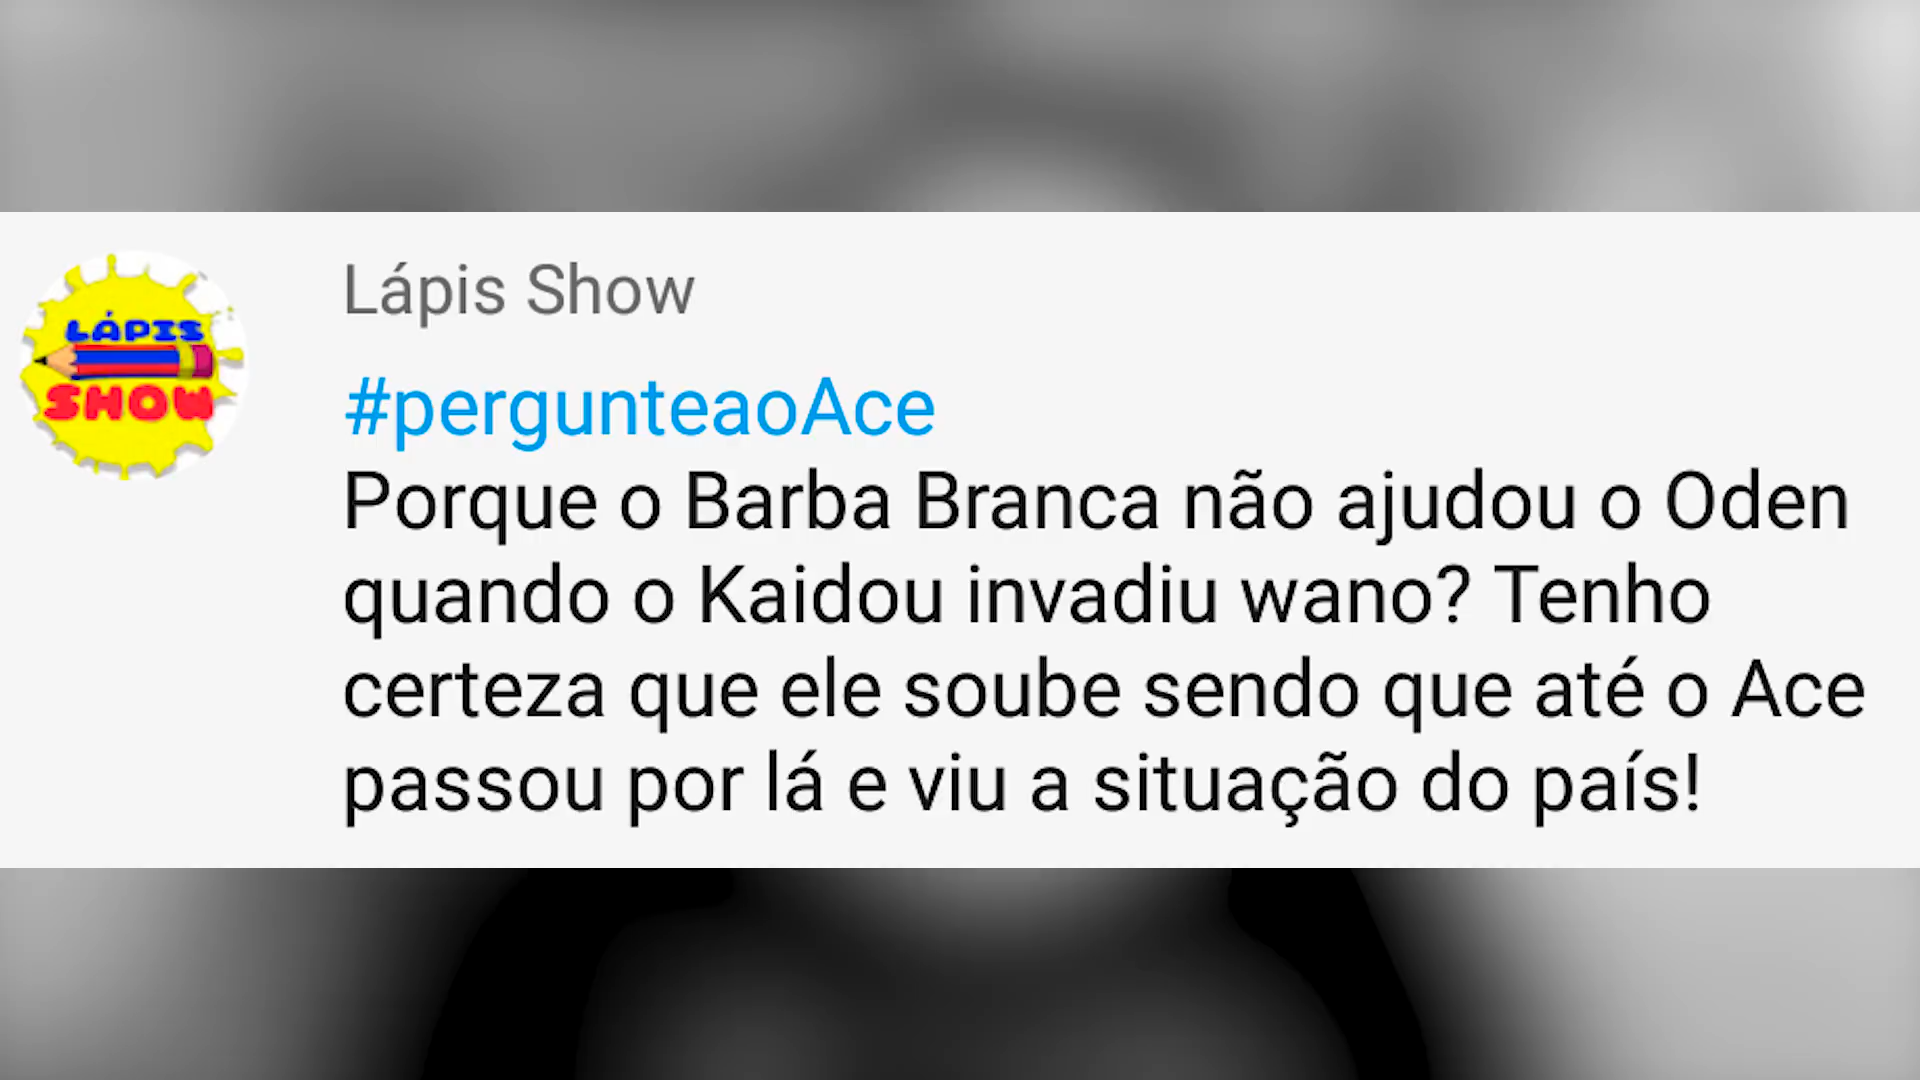 LÁPIS
SHOW
Lápis Show
#pergunteaoAce
Porque o Barba Branca não ajudou o Oden
quando o Kaidou invadiu wano? Tenho
certeza que ele soube sendo que até o Ace
passou por lá e viu a situação do país!